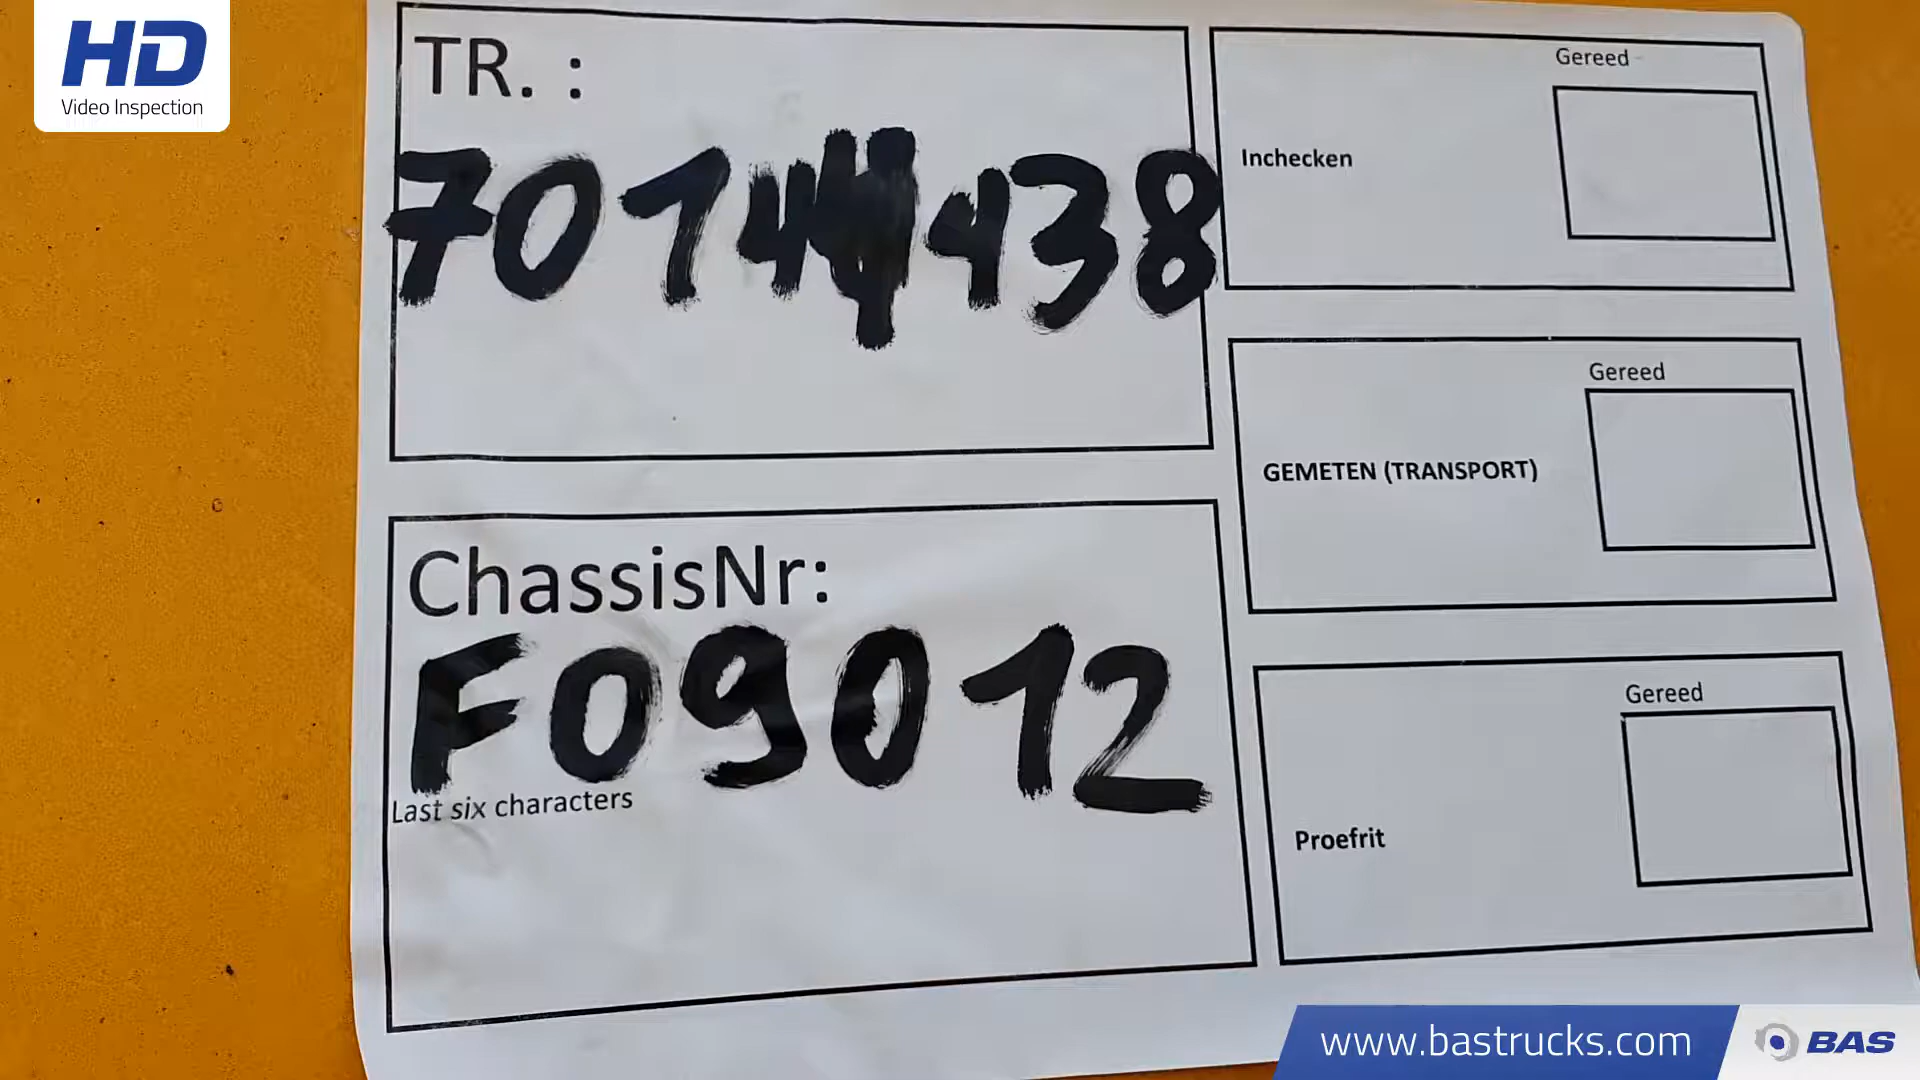 HD
Video Inspection
TR. :
70144438
ChassisNr:
F09012
Last six characters
Gereed
Inchecken
Gereed
GEMETEN (TRANSPORT)
Gereed
Proefrit
www.bastrucks.com
BAS